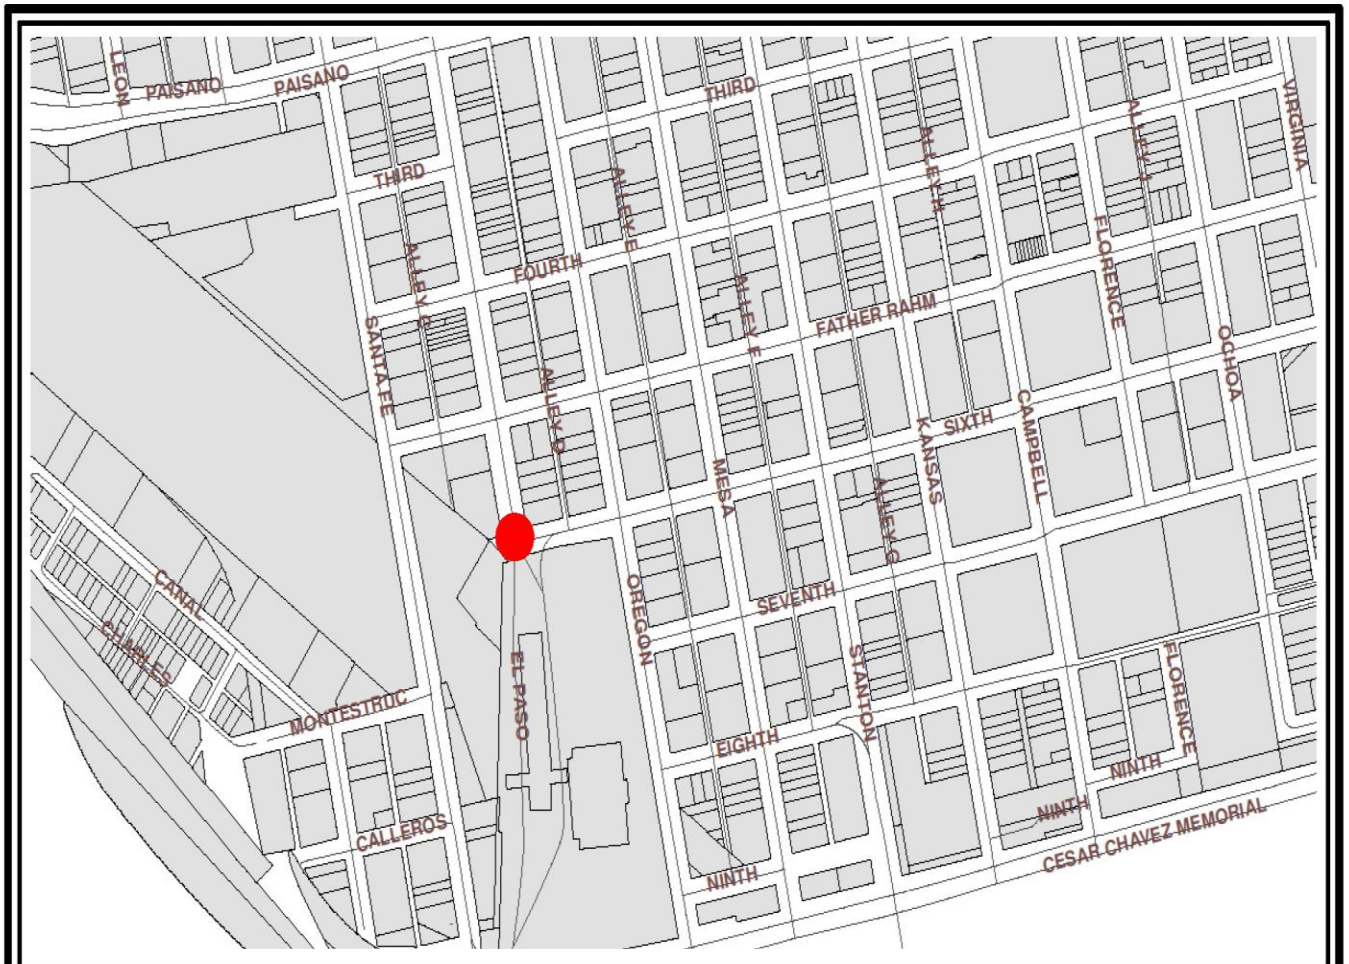 LEON
PAISANO
PAISANO
THIRD
VIRGINIA
ALLEY J
ALLEY H
THIRD
ALLEY E
ALLEY C
FOURTH
FLORENCE
ALLEY F
FATHER RAHM
SANTA FE
OCHOA
ALLEY D
CAMPBELL
KANSAS
SIXTH
MESA
ALLEY G
CANAL
CHARLES
OREGON
SEVENTH
STANTON
FLORENCE
EL PASO
MONTESTRUC
EIGHTH
NINTH
NINTH
CALLEROS
CESAR CHAVEZ MEMORIAL
NINTH